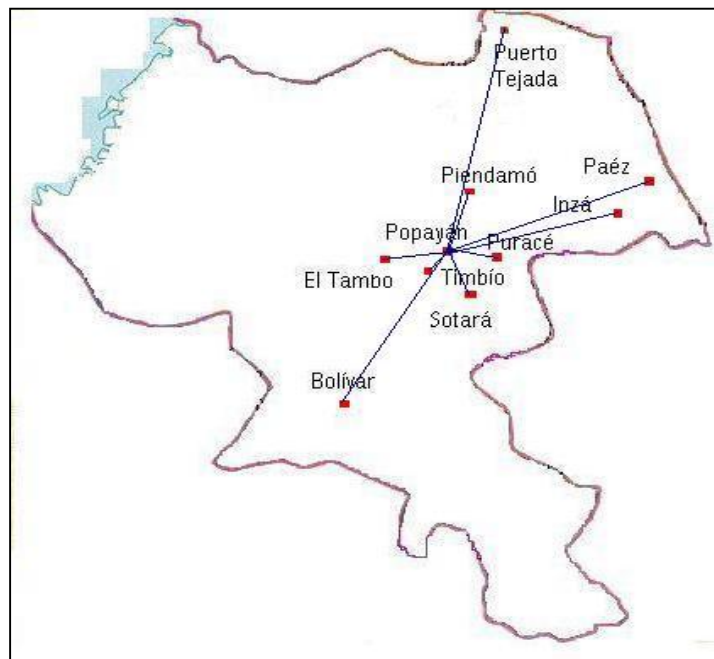 Puerto
Tejada
Paéz
Piendamó
Inzá
Popayán
Puracé
El Tambo
Timbío
Sotará
Bolívar